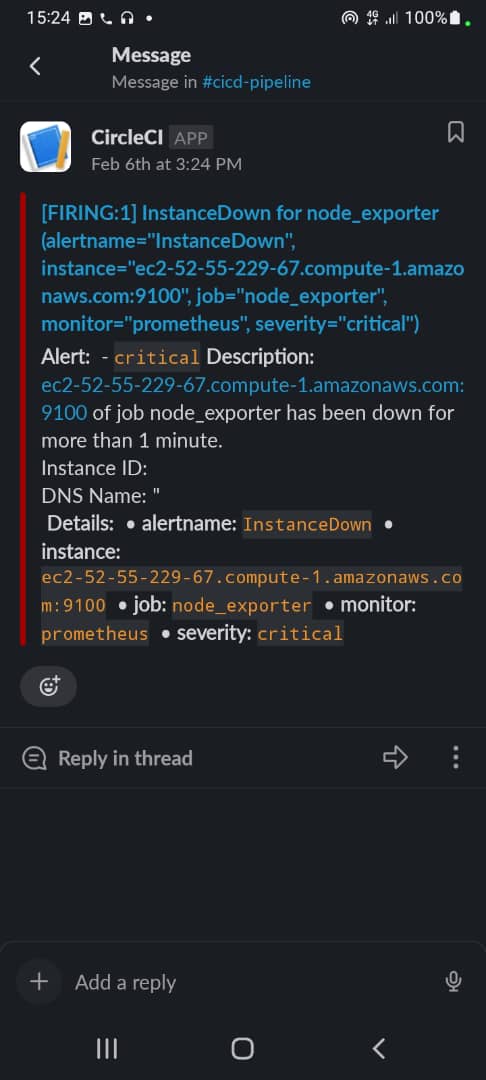 15:24
4G 100%
Message
Message in #cicd-pipeline
CircleCI APP
Feb 6th at 3:24 PM
[FIRING:1] InstanceDown for node_exporter
(alertname="InstanceDown",
instance="ec2-52-55-229-67.compute-1.amazo
naws.com:9100", job="node_exporter",
monitor="prometheus", severity="critical")
Alert: - critical Description:
ec2-52-55-229-67.compute-1.amazonaws.com:
9100 of job node_exporter has been down for
more than 1 minute.
Instance ID:
DNS Name: "
Details: • alertname: InstanceDown •
instance:
ec2-52-55-229-67.compute-1.amazonaws.co
m:9100 • job: node_exporter • monitor:
prometheus • severity: critical
Reply in thread
Add a reply